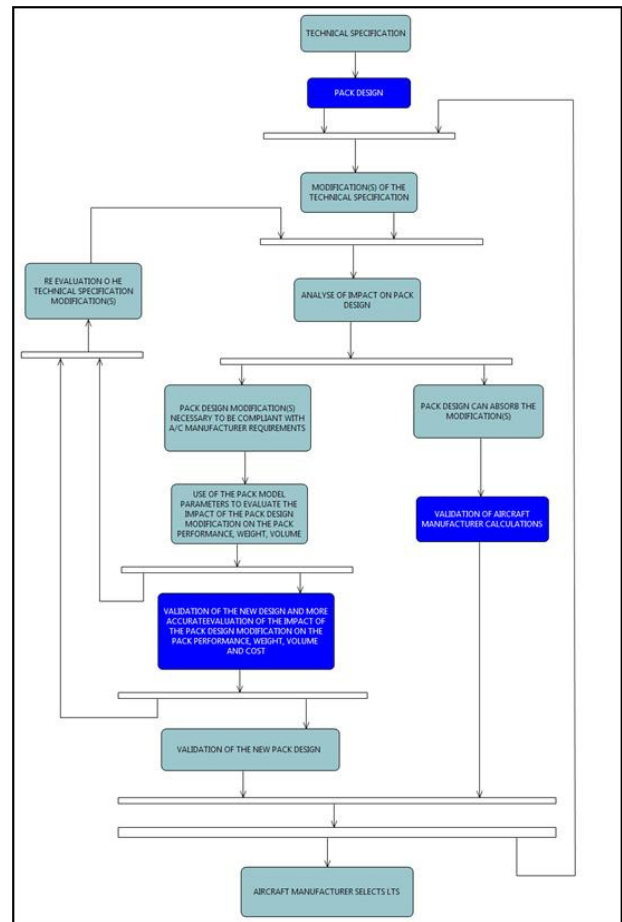 TECHNICAL SPECIFICATION
PACK DESIGN
MODIFICATION(S) OF THE
TECHNICAL SPECIFICATION
RE EVALUATION O HE
TECHNICAL SPECIFICATION
MODIFICATION(S)
ANALYSE OF IMPACT ON PACK
DESIGN
PACK DESIGN MODIFICATION(S)
NECESSARY TO BE COMPLIANT WITH
A/C MANUFACTURER REQUIREMENTS
PACK DESIGN CAN ABSORB THE
MODIFICATION(S)
USE OF THE PACK MODEL
PARAMETERS TO EVALUATE THE
IMPACT OF THE PACK DESIGN
MODIFICATION ON THE PACK
PERFORMANCE, WEIGHT, VOLUME
VALIDATION OF AIRCRAFT
MANUFACTURER CALCULATIONS
VALIDATION OF THE NEW DESIGN AND MORE
ACCURATEEVALUATION OF THE IMPACT OF
THE PACK DESIGN MODIFICATION ON THE
PACK PERFORMANCE, WEIGHT, VOLUME
AND COST
VALIDATION OF THE NEW PACK DESIGN
AIRCRAFT MANUFACTURER SELECTS LTS